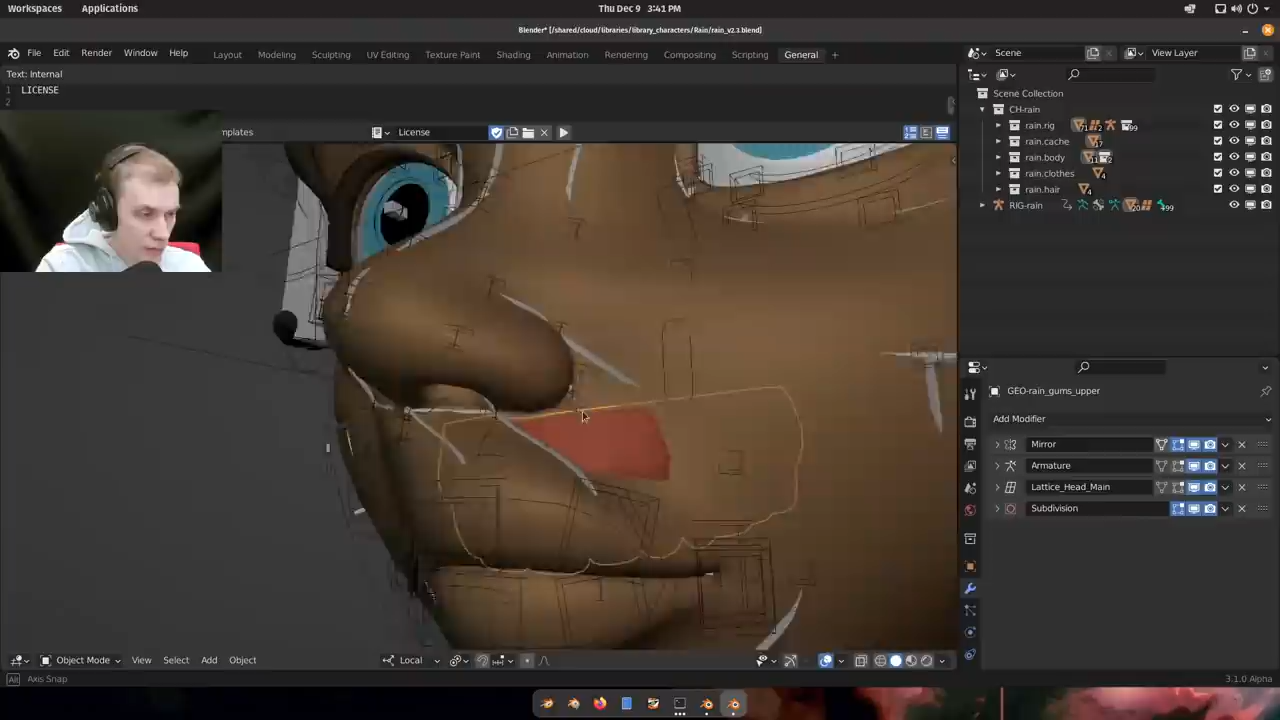 Workspaces Applications Thu Dec 9 3:41 PM
Blender* [/shared/cloud/libraries/library_characters/Rain/rain_v2.3.blend]
File Edit Render Window Help Layout Modeling Sculpting UV Editing Texture Paint Shading Animation Rendering Compositing Scripting General + Scene View Layer
Text: Internal
1 LICENSE
2
Scene Collection
CH-rain
rain.rig
rain.cache
rain.body
rain.clothes
rain.hair
RIG-rain
mplates License
GEO-rain_gums_upper
Add Modifier
Mirror
Armature
Lattice_Head_Main
Subdivision
Object Mode View Select Add Object Local
Alt Axis Snap 3.1.0 Alpha